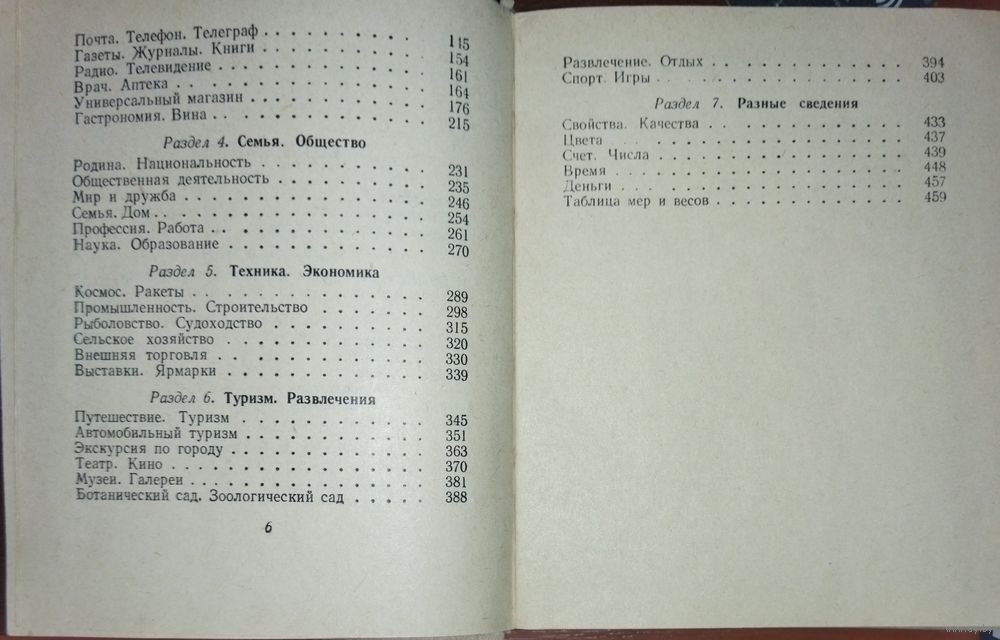 Почта. Телефон. Телеграф . . . . . . . . . . 145
Газеты. Журналы. Книги . . . . . . . . . . 154
Радио. Телевидение . . . . . . . . . . . . 161
Врач. Аптека . . . . . . . . . . . . . . 164
Универсальный магазин . . . . . . . . . . . 176
Гастрономия. Вина . . . . . . . . . . . . . 215
Раздел 4. Семья. Общество
Родина. Национальность . . . . . . . . . . 231
Общественная деятельность . . . . . . . . . 235
Мир и дружба . . . . . . . . . . . . . . 246
Семья. Дом . . . . . . . . . . . . . . . 254
Профессия. Работа . . . . . . . . . . . . 261
Наука. Образование . . . . . . . . . . . . 270
Раздел 5. Техника. Экономика
Космос. Ракеты . . . . . . . . . . . . . . 289
Промышленность. Строительство . . . . . . . 298
Рыболовство. Судоходство . . . . . . . . . . 315
Сельское хозяйство . . . . . . . . . . . . 320
Внешняя торговля . . . . . . . . . . . . . 330
Выставки. Ярмарки . . . . . . . . . . . . 339
Раздел 6. Туризм. Развлечения
Путешествие. Туризм . . . . . . . . . . . 345
Автомобильный туризм . . . . . . . . . . . 351
Экскурсия по городу . . . . . . . . . . . . 363
Театр. Кино . . . . . . . . . . . . . . . 370
Музеи. Галереи . . . . . . . . . . . . . . 381
Ботанический сад. Зоологический сад . . . . . 388
6
Развлечение. Отдых . . . . . . . . . . . . 394
Спорт. Игры . . . . . . . . . . . . . . . 403
Раздел 7. Разные сведения
Свойства. Качества . . . . . . . . . . . . 433
Цвета . . . . . . . . . . . . . . . . . 437
Счет. Числа . . . . . . . . . . . . . . . 439
Время . . . . . . . . . . . . . . . . . 448
Деньги . . . . . . . . . . . . . . . . . 457
Таблица мер и весов . . . . . . . . . . . . 459